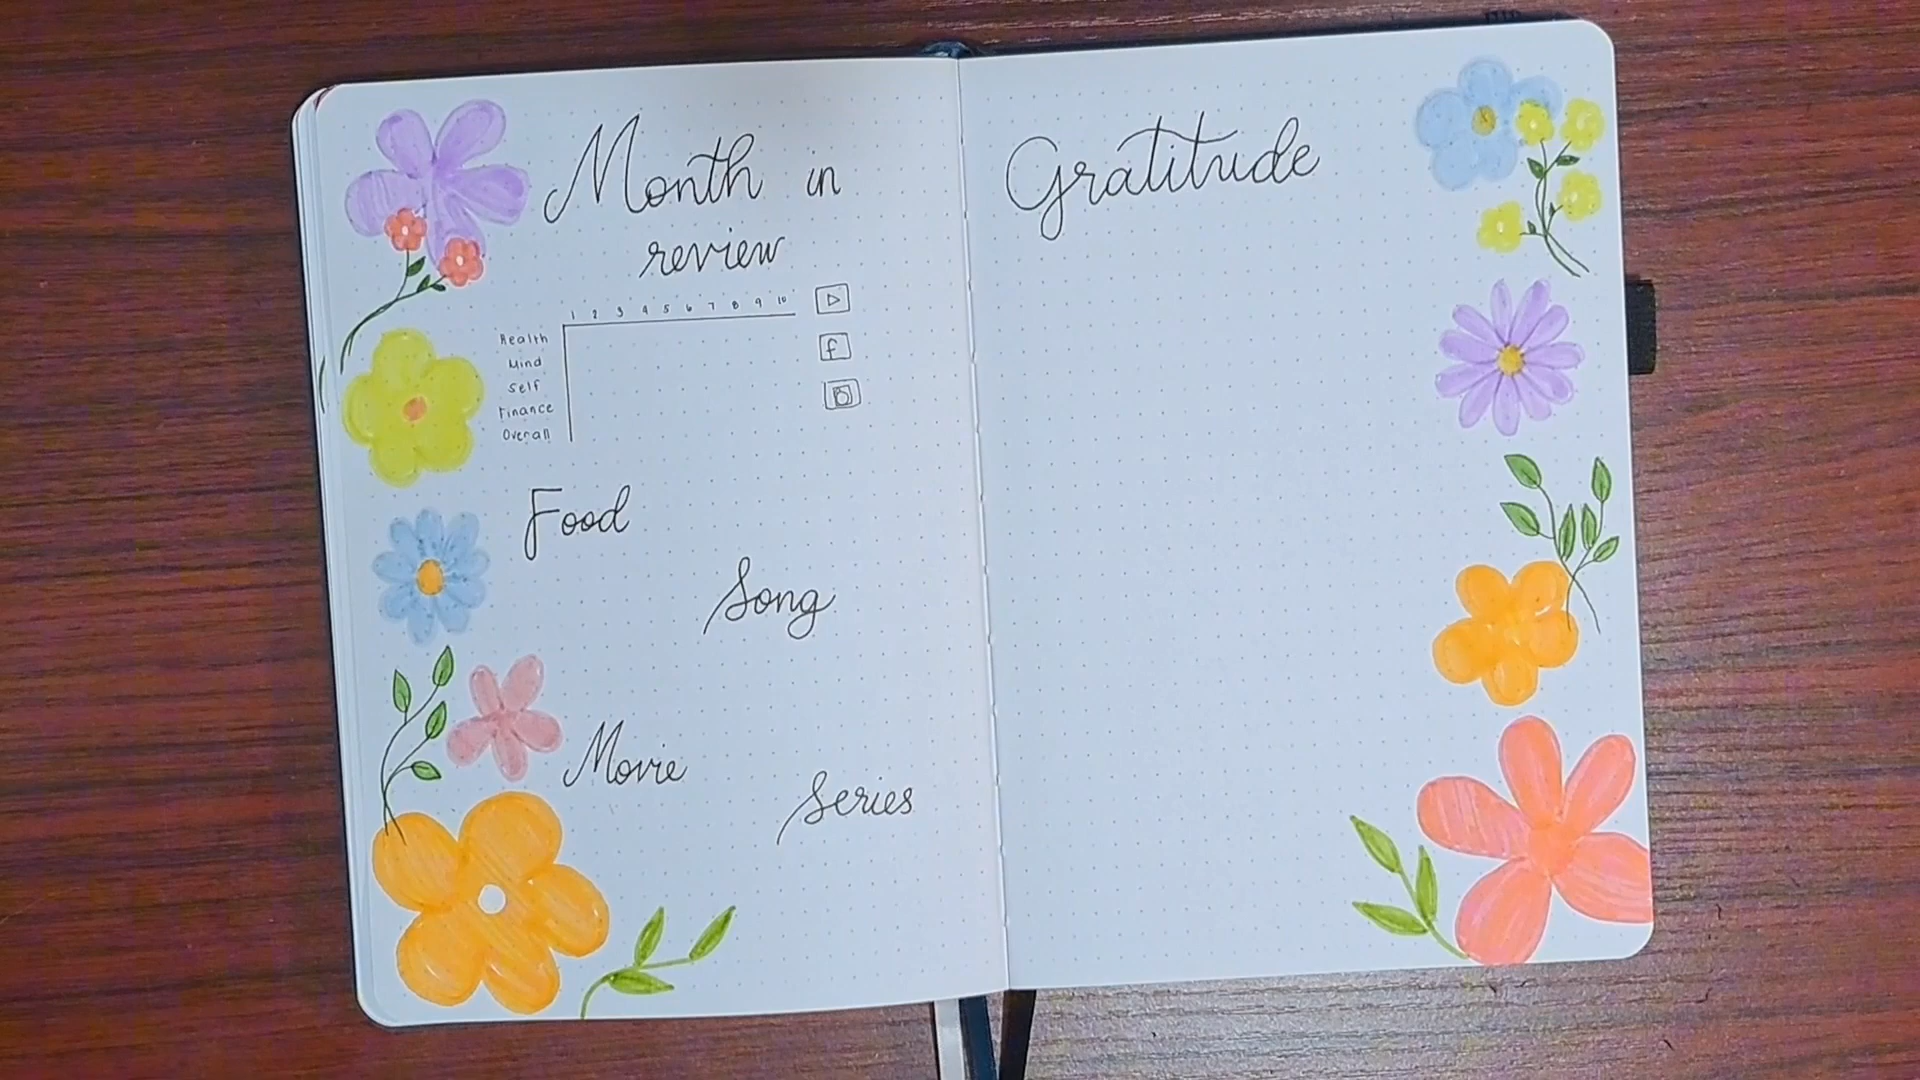 Month in
review
1 2 3 4 5 6 7 8 9 10
Health
Mind
Self
Finance
Overall
f
Food
Song
Movie
Series
Gratitude